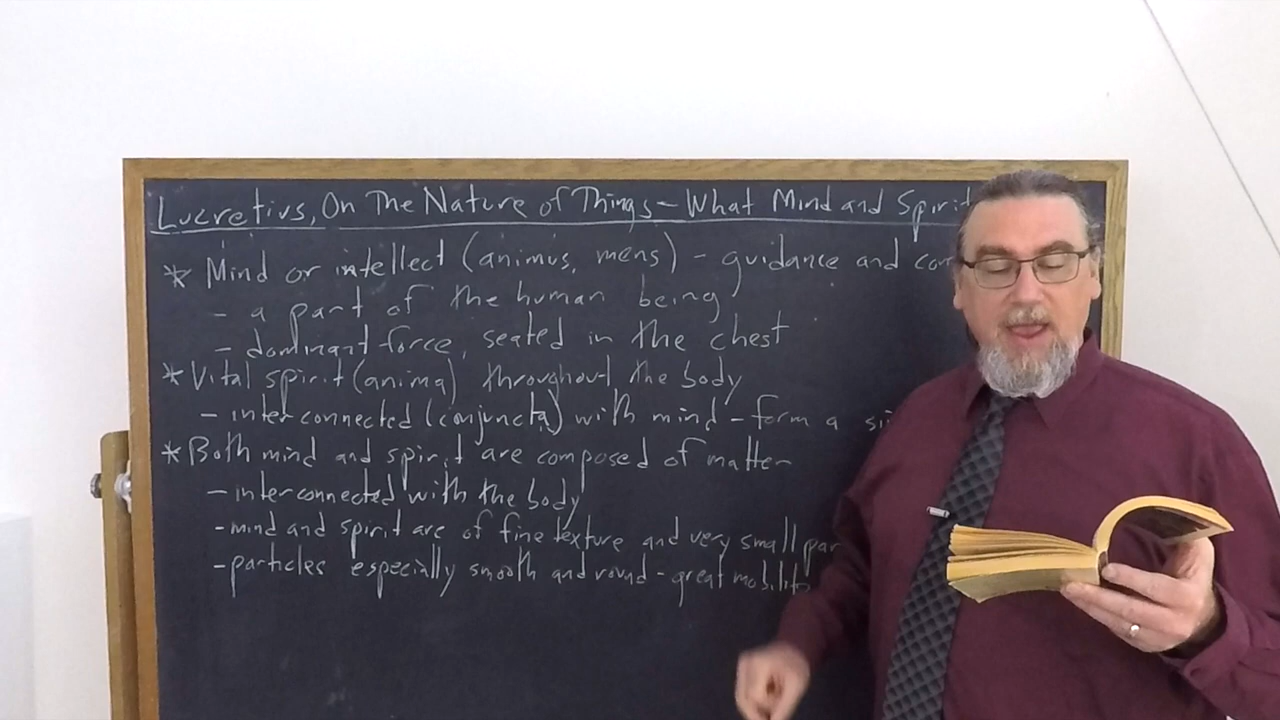 Lucretius, On The Nature of Things - What Mind and Spirit
* Mind or intellect (animus, mens) - guidance and con
- a part of the human being
- dominant force, seated in the chest
* Vital spirit (anima) throughout the body
- interconnected (conjuncta) with mind - form a si
* Both mind and spirit are composed of matter
- interconnected with the body
- mind and spirit are of fine texture and very small par
- particles especially smooth and round - great mobility